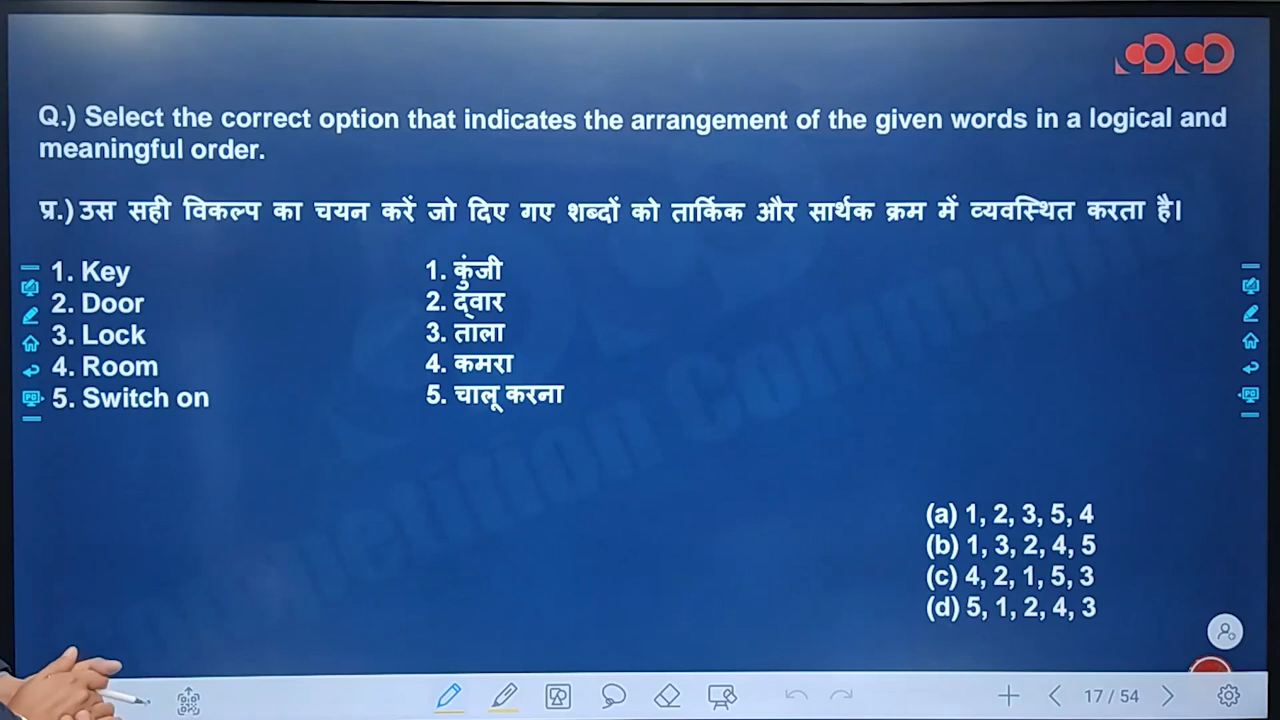 Q.) Select the correct option that indicates the arrangement of the given words in a logical and
meaningful order.
प्र.) उस सही विकल्प का चयन करें जो दिए गए शब्दों को तार्किक और सार्थक क्रम में व्यवस्थित करता है।
1. Key
2. Door
3. Lock
4. Room
5. Switch on
1. कुंजी
2. द्वार
3. ताला
4. कमरा
5. चालू करना
(a) 1, 2, 3, 5, 4
(b) 1, 3, 2, 4, 5
(c) 4, 2, 1, 5, 3
(d) 5, 1, 2, 4, 3
17 / 54